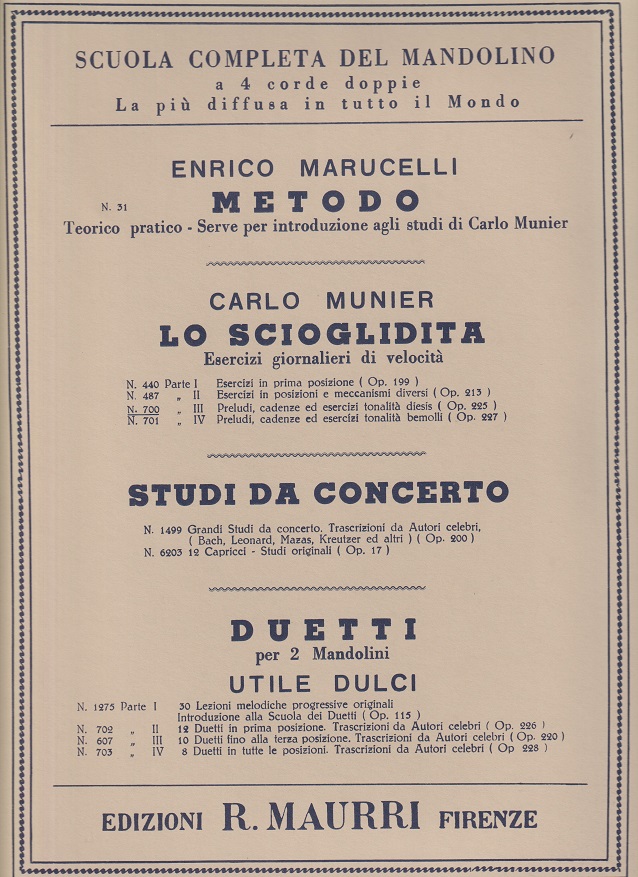 SCUOLA COMPLETA DEL MANDOLINO
a 4 corde doppie
La più diffusa in tutto il Mondo
ENRICO MARUCELLI
N. 31 METODO
Teorico pratico - Serve per introduzione agli studi di Carlo Munier
CARLO MUNIER
LO SCIOGLIDITA
Esercizi giornalieri di velocità
N. 440 Parte I Esercizi in prima posizione ( Op. 199 )
N. 487 „ II Esercizi in posizioni e meccanismi diversi ( Op. 213 )
N. 700 „ III Preludi, cadenze ed esercizi tonalità diesis ( Op. 225 )
N. 701 „ IV Preludi, cadenze ed esercizi tonalità bemolli ( Op. 227 )
STUDI DA CONCERTO
N. 1499 Grandi Studi da concerto. Trascrizioni da Autori celebri,
( Bach, Leonard, Mazas, Kreutzer ed altri ) ( Op. 200 )
N. 6203 12 Capricci - Studi originali ( Op. 17 )
DUETTI
per 2 Mandolini
UTILE DULCI
N. 1275 Parte I 30 Lezioni melodiche progressive originali
Introduzione alla Scuola dei Duetti ( Op. 115 )
N. 702 „ II 12 Duetti in prima posizione. Trascrizioni da Autori celebri ( Op. 226 )
N. 607 „ III 10 Duetti fino alla terza posizione. Trascrizioni da Autori celebri ( Op. 220 )
N. 703 „ IV 8 Duetti in tutte le posizioni. Trascrizioni da Autori celebri ( Op 228 )
EDIZIONI R. MAURRI FIRENZE